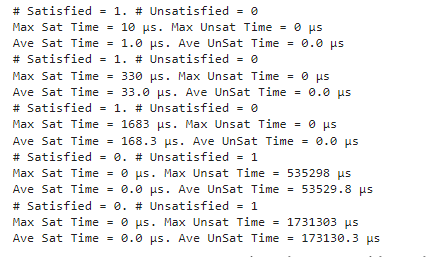 # Satisfied = 1. # Unsatisfied = 0
Max Sat Time = 10 µs. Max Unsat Time = 0 µs
Ave Sat Time = 1.0 µs. Ave UnSat Time = 0.0 µs
# Satisfied = 1. # Unsatisfied = 0
Max Sat Time = 330 µs. Max Unsat Time = 0 µs
Ave Sat Time = 33.0 µs. Ave UnSat Time = 0.0 µs
# Satisfied = 1. # Unsatisfied = 0
Max Sat Time = 1683 µs. Max Unsat Time = 0 µs
Ave Sat Time = 168.3 µs. Ave UnSat Time = 0.0 µs
# Satisfied = 0. # Unsatisfied = 1
Max Sat Time = 0 µs. Max Unsat Time = 535298 µs
Ave Sat Time = 0.0 µs. Ave UnSat Time = 53529.8 µs
# Satisfied = 0. # Unsatisfied = 1
Max Sat Time = 0 µs. Max Unsat Time = 1731303 µs
Ave Sat Time = 0.0 µs. Ave UnSat Time = 173130.3 µs